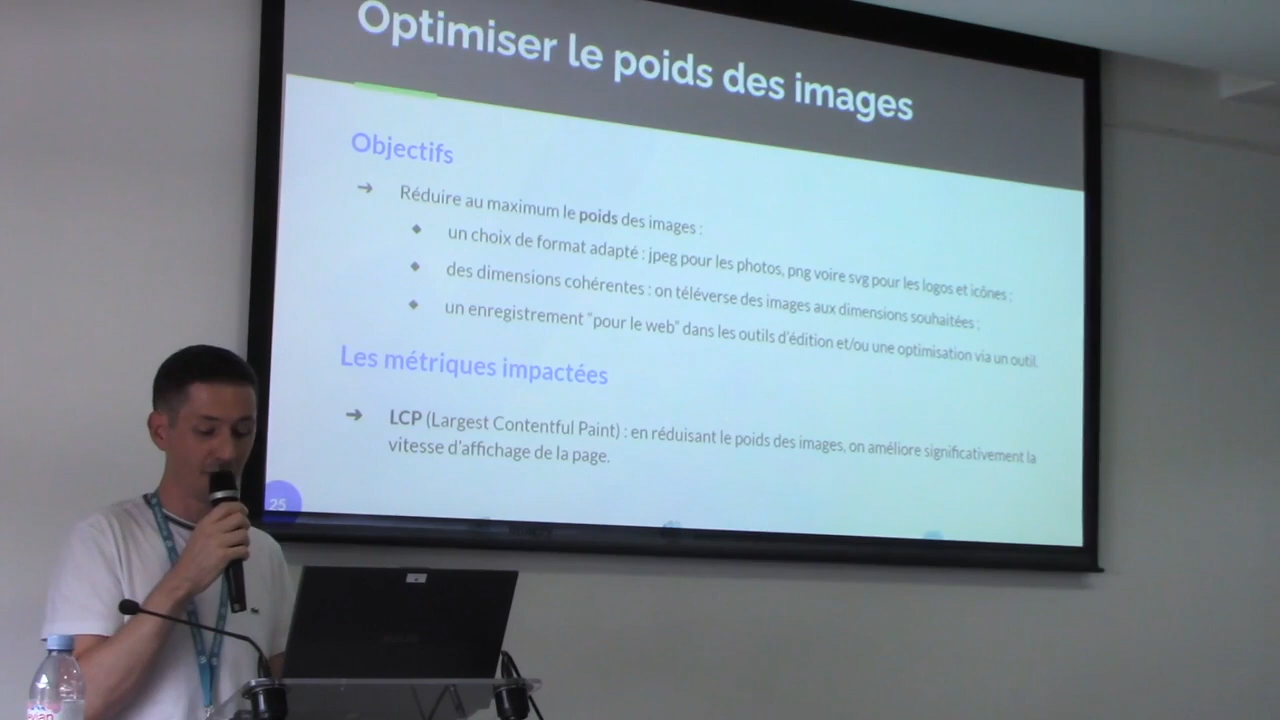 Optimiser le poids des images
Objectifs
➔ Réduire au maximum le poids des images :
◆ un choix de format adapté : jpeg pour les photos, png voire svg pour les logos et icônes ;
◆ des dimensions cohérentes : on téléverse des images aux dimensions souhaitées ;
◆ un enregistrement "pour le web" dans les outils d'édition et/ou une optimisation via un outil.
Les métriques impactées
➔ LCP (Largest Contentful Paint) : en réduisant le poids des images, on améliore significativement la
vitesse d'affichage de la page.
25
evian